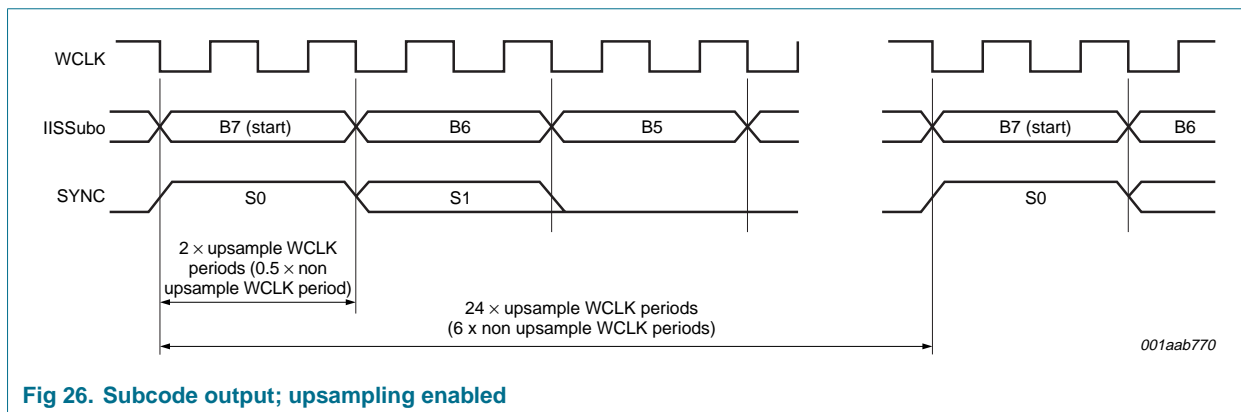 WCLK
IISSubo
B7 (start)
B6
B5
B7 (start)
B6
SYNC
S0
S1
S0
2 × upsample WCLK
periods (0.5 × non
upsample WCLK period)
24 × upsample WCLK periods
(6 x non upsample WCLK periods)
001aab770
Fig 26. Subcode output; upsampling enabled